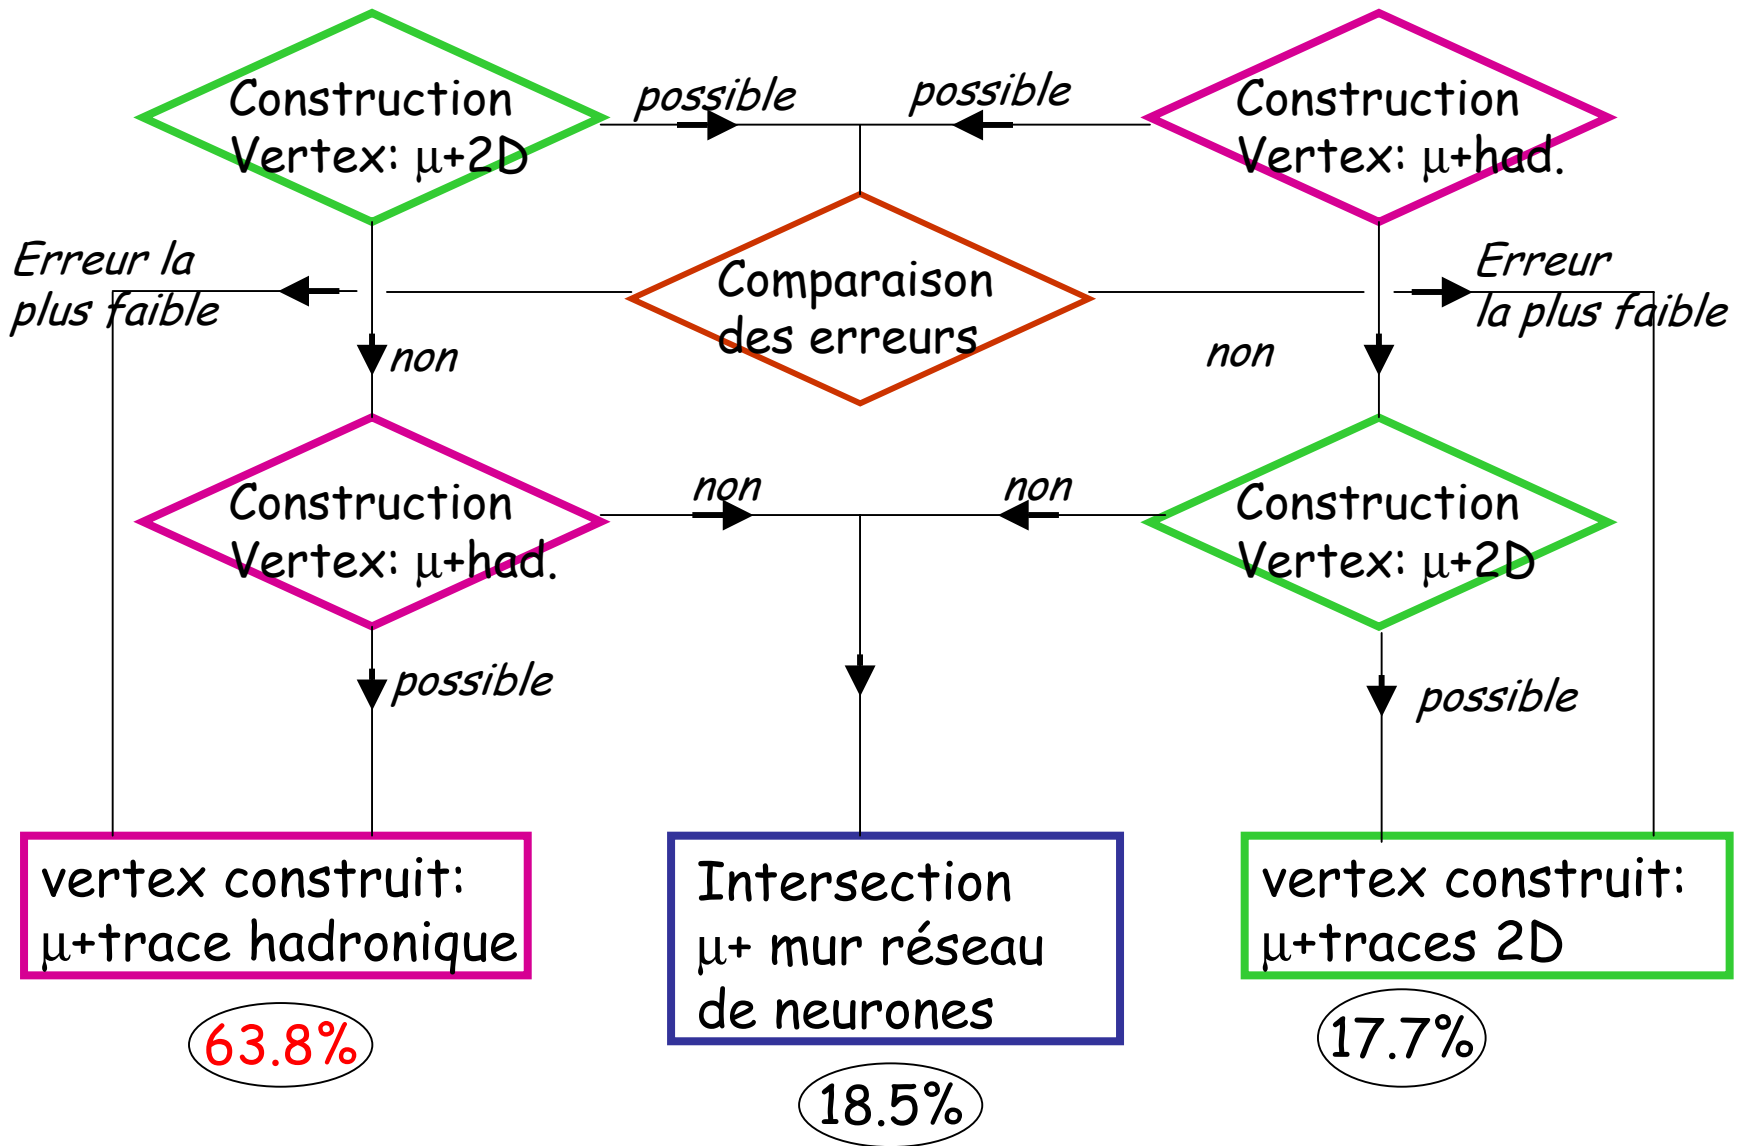 Construction
Vertex: μ+2D
possible
possible
Construction
Vertex: μ+had.
Erreur la
plus faible
Comparaison
des erreurs
Erreur
la plus faible
non
non
Construction
Vertex: μ+had.
non
non
Construction
Vertex: μ+2D
possible
possible
vertex construit:
μ+trace hadronique
Intersection
μ+ mur réseau
de neurones
vertex construit:
μ+traces 2D
63.8%
18.5%
17.7%